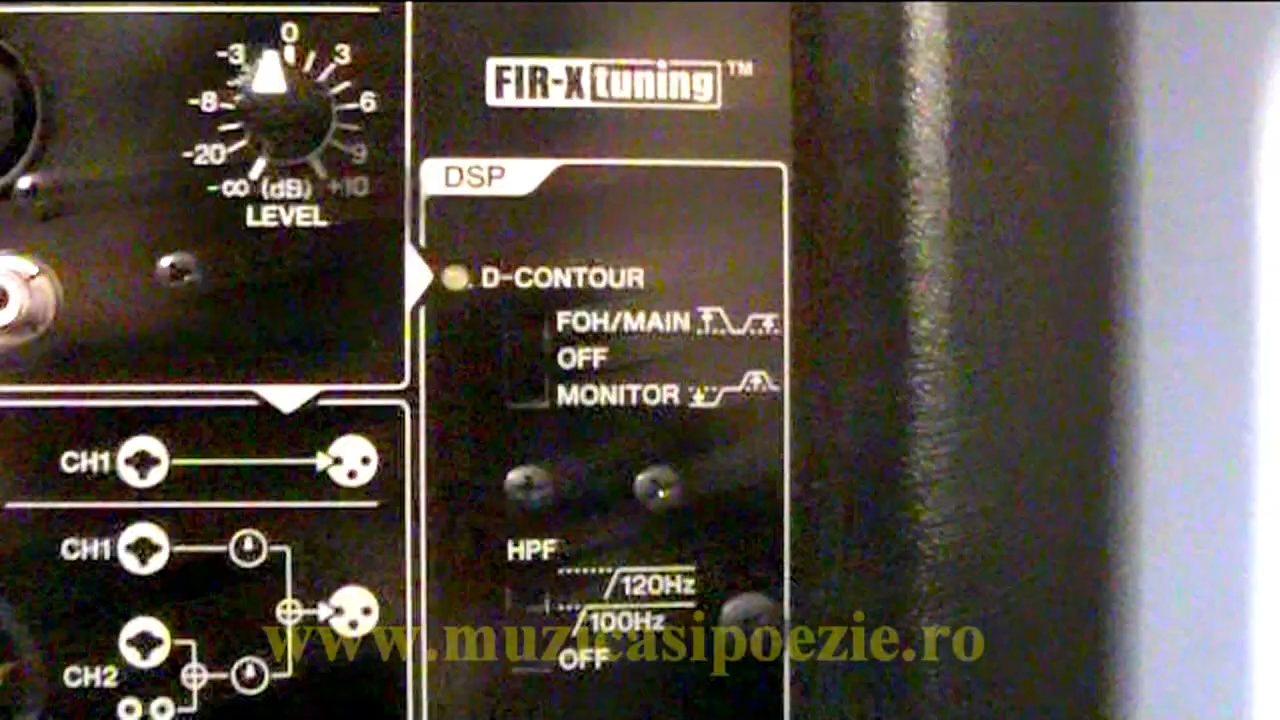 0
-3 3
-8 6
-20 9
-∞ (dB) +10
LEVEL
FIR-X tuning™
DSP
D-CONTOUR
FOH/MAIN
OFF
MONITOR
CH1
CH1
CH2
HPF
120Hz
100Hz
OFF
www.muzicasipoezie.ro